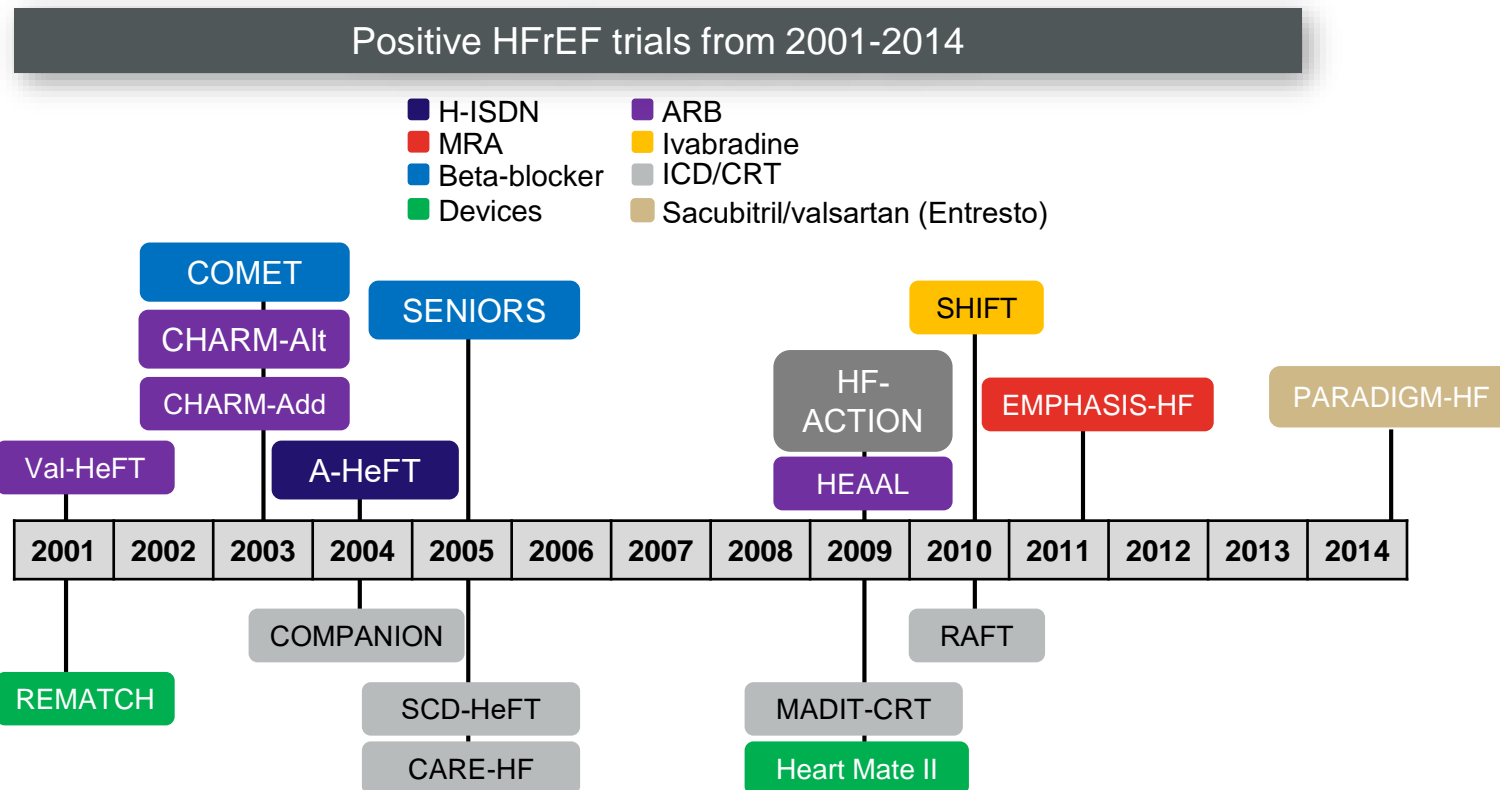 Positive HFrEF trials from 2001-2014
H-ISDN
MRA
Beta-blocker
Devices
ARB
Ivabradine
ICD/CRT
Sacubitril/valsartan (Entresto)
COMET
CHARM-Alt
CHARM-Add
SENIORS
SHIFT
HF-
ACTION
EMPHASIS-HF
PARADIGM-HF
Val-HeFT
A-HeFT
HEAAL
2001 2002 2003 2004 2005 2006 2007 2008 2009 2010 2011 2012 2013 2014
COMPANION
RAFT
REMATCH
SCD-HeFT
MADIT-CRT
CARE-HF
Heart Mate II